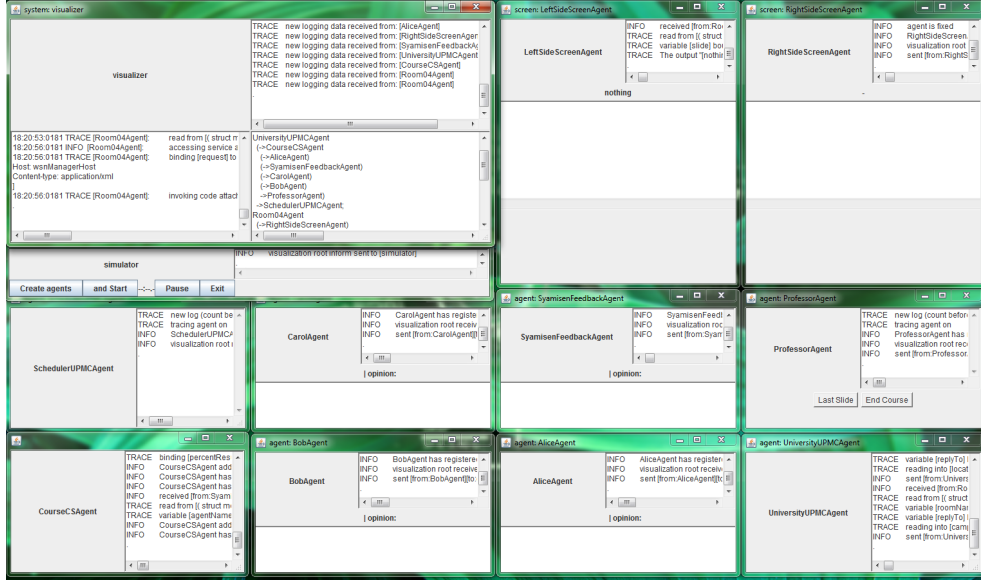 system: visualizer
visualizer
TRACE new logging data received from: [AliceAgent]
TRACE new logging data received from: [RightSideScreenAger
TRACE new logging data received from: [SyamisenFeedbackAg
TRACE new logging data received from: [UniversityUPMCAgent
TRACE new logging data received from: [CourseCSAgent]
TRACE new logging data received from: [Room04Agent]
TRACE new logging data received from: [Room04Agent]
18:20:53:0181 TRACE [Room04Agent]: read from [( struct m
18:20:56:0181 INFO [Room04Agent]: accessing service a
18:20:56:0181 TRACE [Room04Agent]: binding [request] to
Host: wsnManagerHost
Content-type: application/xml
]
18:20:56:0181 TRACE [Room04Agent]: invoking code attach
UniversityUPMCAgent
(->CourseCSAgent
(->AliceAgent)
(->SyamisenFeedbackAgent)
(->CarolAgent)
(->BobAgent)
->ProfessorAgent)
->SchedulerUPMCAgent;
Room04Agent
(->RightSideScreenAgent)
screen: LeftSideScreenAgent
LeftSideScreenAgent
INFO received [from:Ro
TRACE read from [( struct
TRACE variable [slide] bo
TRACE The output "[nothin
nothing
screen: RightSideScreenAgent
RightSideScreenAgent
INFO agent is fixed
INFO RightSideScreen
INFO visualization root
INFO sent [from:RightS
-
simulator
INFO visualization root inform sent to [simulator]
Create agents
and Start
--:--.-
Pause
Exit
SchedulerUPMCAgent
TRACE new log (count be
TRACE tracing agent on
INFO SchedulerUPMCA
INFO visualization root
CarolAgent
INFO CarolAgent has registe
INFO visualization root receiv
INFO sent [from:CarolAgent][
| opinion:
agent: SyamisenFeedbackAgent
SyamisenFeedbackAgent
INFO SyamisenFeedt
INFO visualization roo
INFO sent [from:Syam
| opinion:
agent: ProfessorAgent
ProfessorAgent
TRACE new log (count before
TRACE tracing agent on
INFO ProfessorAgent has
INFO visualization root rece
INFO sent [from:Professor
Last Slide
End Course
CourseCSAgent
TRACE binding [percentRes
INFO CourseCSAgent add
INFO CourseCSAgent has
INFO CourseCSAgent has
INFO received [from:Syam
TRACE read from [( struct m
TRACE variable [agentName
INFO CourseCSAgent add
INFO CourseCSAgent has
agent: BobAgent
BobAgent
INFO BobAgent has registere
INFO visualization root receive
INFO sent [from:BobAgent][to:
| opinion:
agent: AliceAgent
AliceAgent
INFO AliceAgent has registere
INFO visualization root receiv
INFO sent [from:AliceAgent][to
| opinion:
agent: UniversityUPMCAgent
UniversityUPMCAgent
TRACE variable [replyTo]
TRACE reading into [locat
INFO sent [from:Univers
INFO received [from:Ro
TRACE read from [( struct
TRACE variable [roomNar
TRACE variable [replyTo]
TRACE reading into [camp
INFO sent [from:Univers